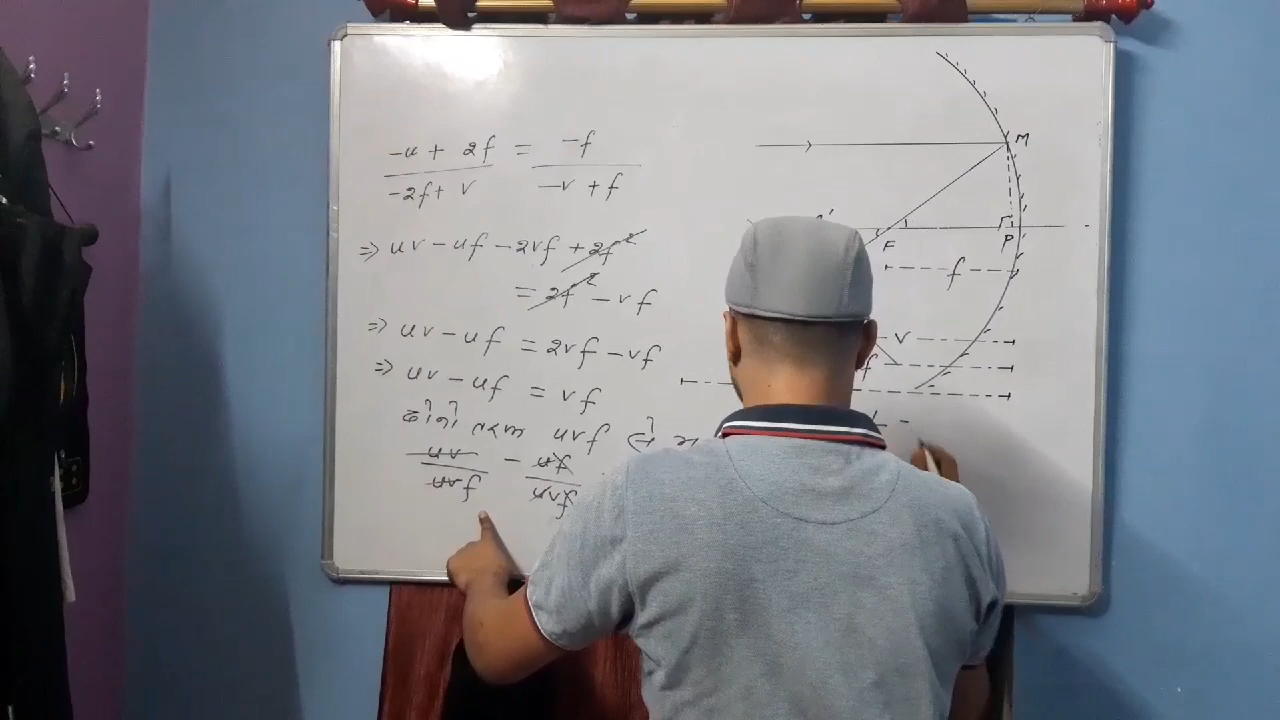 -u + 2f / -2f + v = -f / -v + f
=> uv - uf - 2vf + 2f²
= 2f² - vf
=> uv - uf = 2vf - vf
=> uv - uf = vf
uvf
uv / uvf - uf / uvf
M
F
P
f
v
f